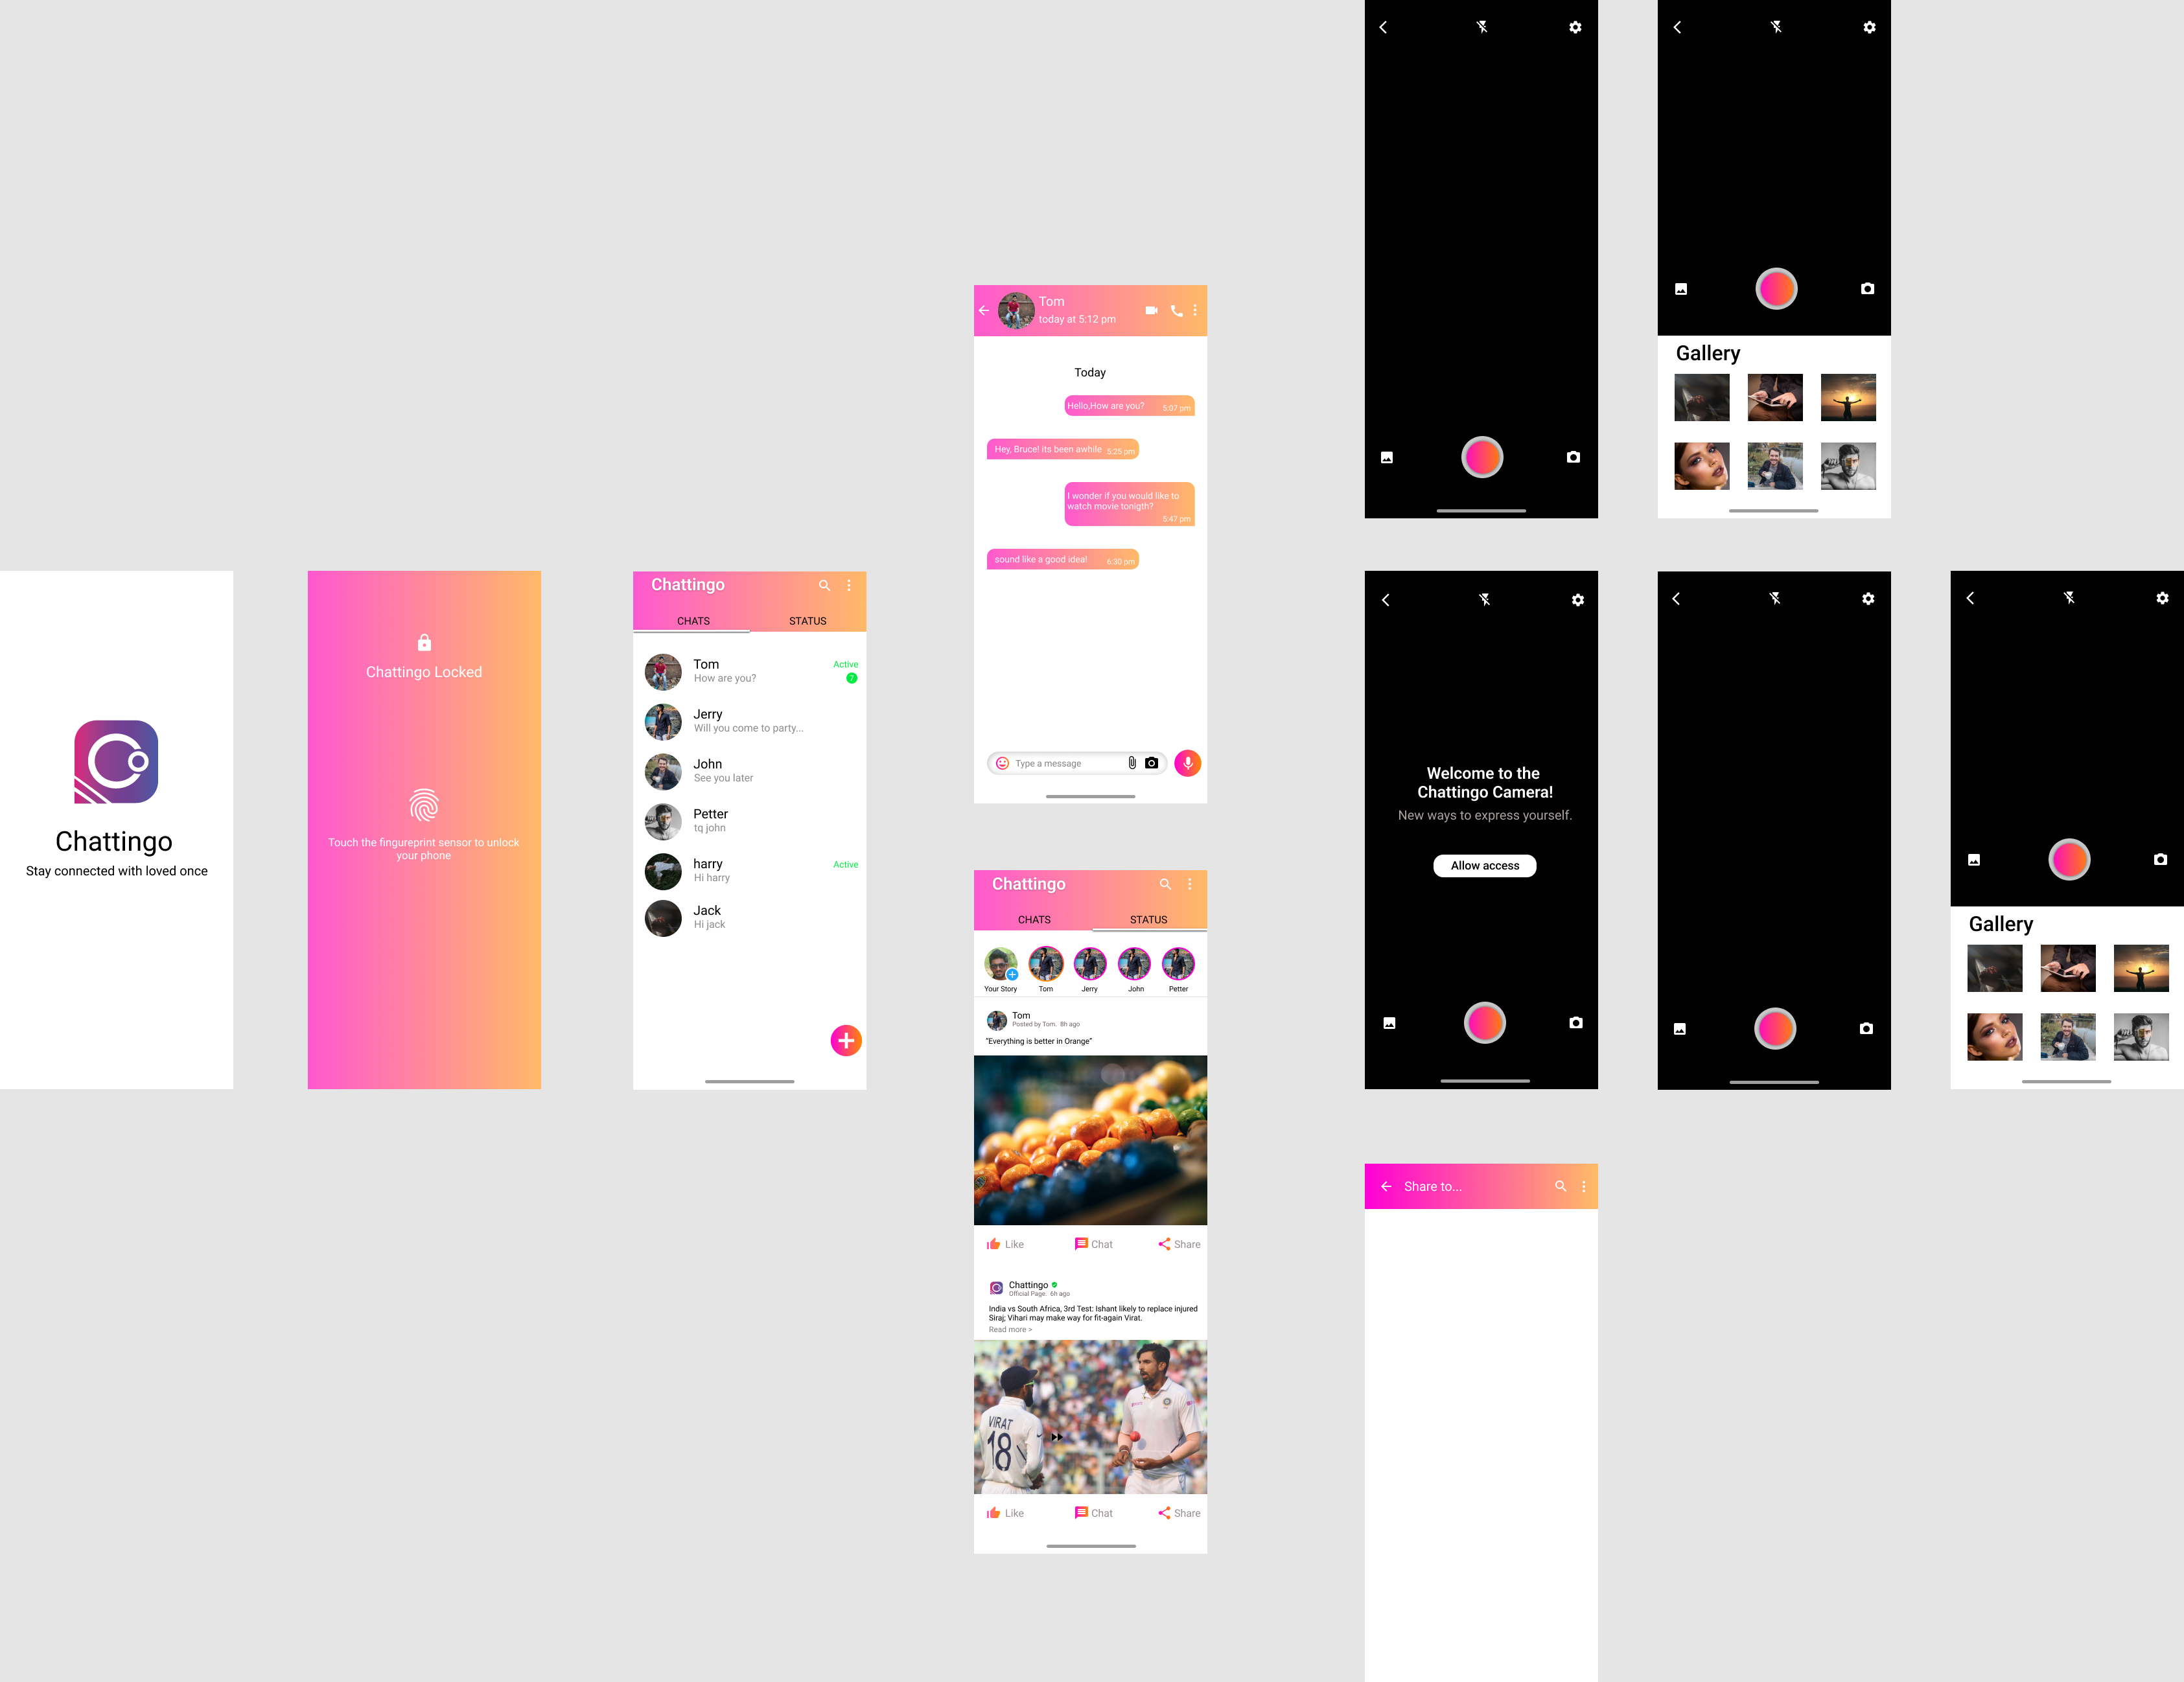 Chattingo
Stay connected with loved once
Chattingo Locked
Touch the fingureprint sensor to unlock
your phone
Chattingo
CHATS
STATUS
Tom
How are you?
Active
7
Jerry
Will you come to party...
John
See you later
Petter
tq john
harry
Hi harry
Active
Jack
Hi jack
Tom
today at 5:12 pm
Today
Hello,How are you?
5:07 pm
Hey, Bruce! its been awhile
5:25 pm
I wonder if you would like to
watch movie tonigth?
5:47 pm
sound like a good idea!
6:30 pm
Type a message
Chattingo
CHATS
STATUS
Your Story
Tom
Jerry
John
Petter
Tom
Posted by Tom. 8h ago
"Everything is better in Orange"
Like
Chat
Share
Chattingo
Official Page. 6h ago
India vs South Africa, 3rd Test: Ishant likely to replace injured
Siraj; Vihari may make way for fit-again Virat.
Read more >
VIRAT
18
Like
Chat
Share
Gallery
Welcome to the
Chattingo Camera!
New ways to express yourself.
Allow access
Gallery
Share to...